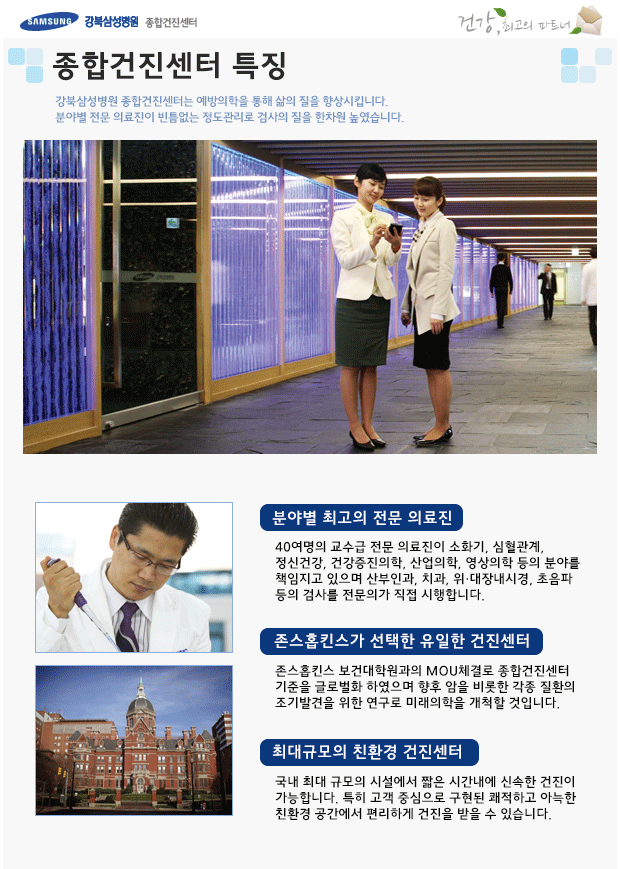 SAMSUNG 강북삼성병원 종합건진센터
건강, 최고의 파트너
종합건진센터 특징
강북삼성병원 종합건진센터는 예방의학을 통해 삶의 질을 향상시킵니다.
분야별 전문 의료진이 빈틈없는 정도관리로 검사의 질을 한차원 높였습니다.
SAMSUNG
분야별 최고의 전문 의료진
40여명의 교수급 전문 의료진이 소화기, 심혈관계,
정신건강, 건강증진의학, 산업의학, 영상의학 등의 분야를
책임지고 있으며 산부인과, 치과, 위·대장내시경, 초음파
등의 검사를 전문의가 직접 시행합니다.
존스홉킨스가 선택한 유일한 건진센터
존스홉킨스 보건대학원과의 MOU체결로 종합건진센터
기준을 글로벌화 하였으며 향후 암을 비롯한 각종 질환의
조기발견을 위한 연구로 미래의학을 개척할 것입니다.
최대규모의 친환경 건진센터
국내 최대 규모의 시설에서 짧은 시간내에 신속한 건진이
가능합니다. 특히 고객 중심으로 구현된 쾌적하고 아늑한
친환경 공간에서 편리하게 건진을 받을 수 있습니다.